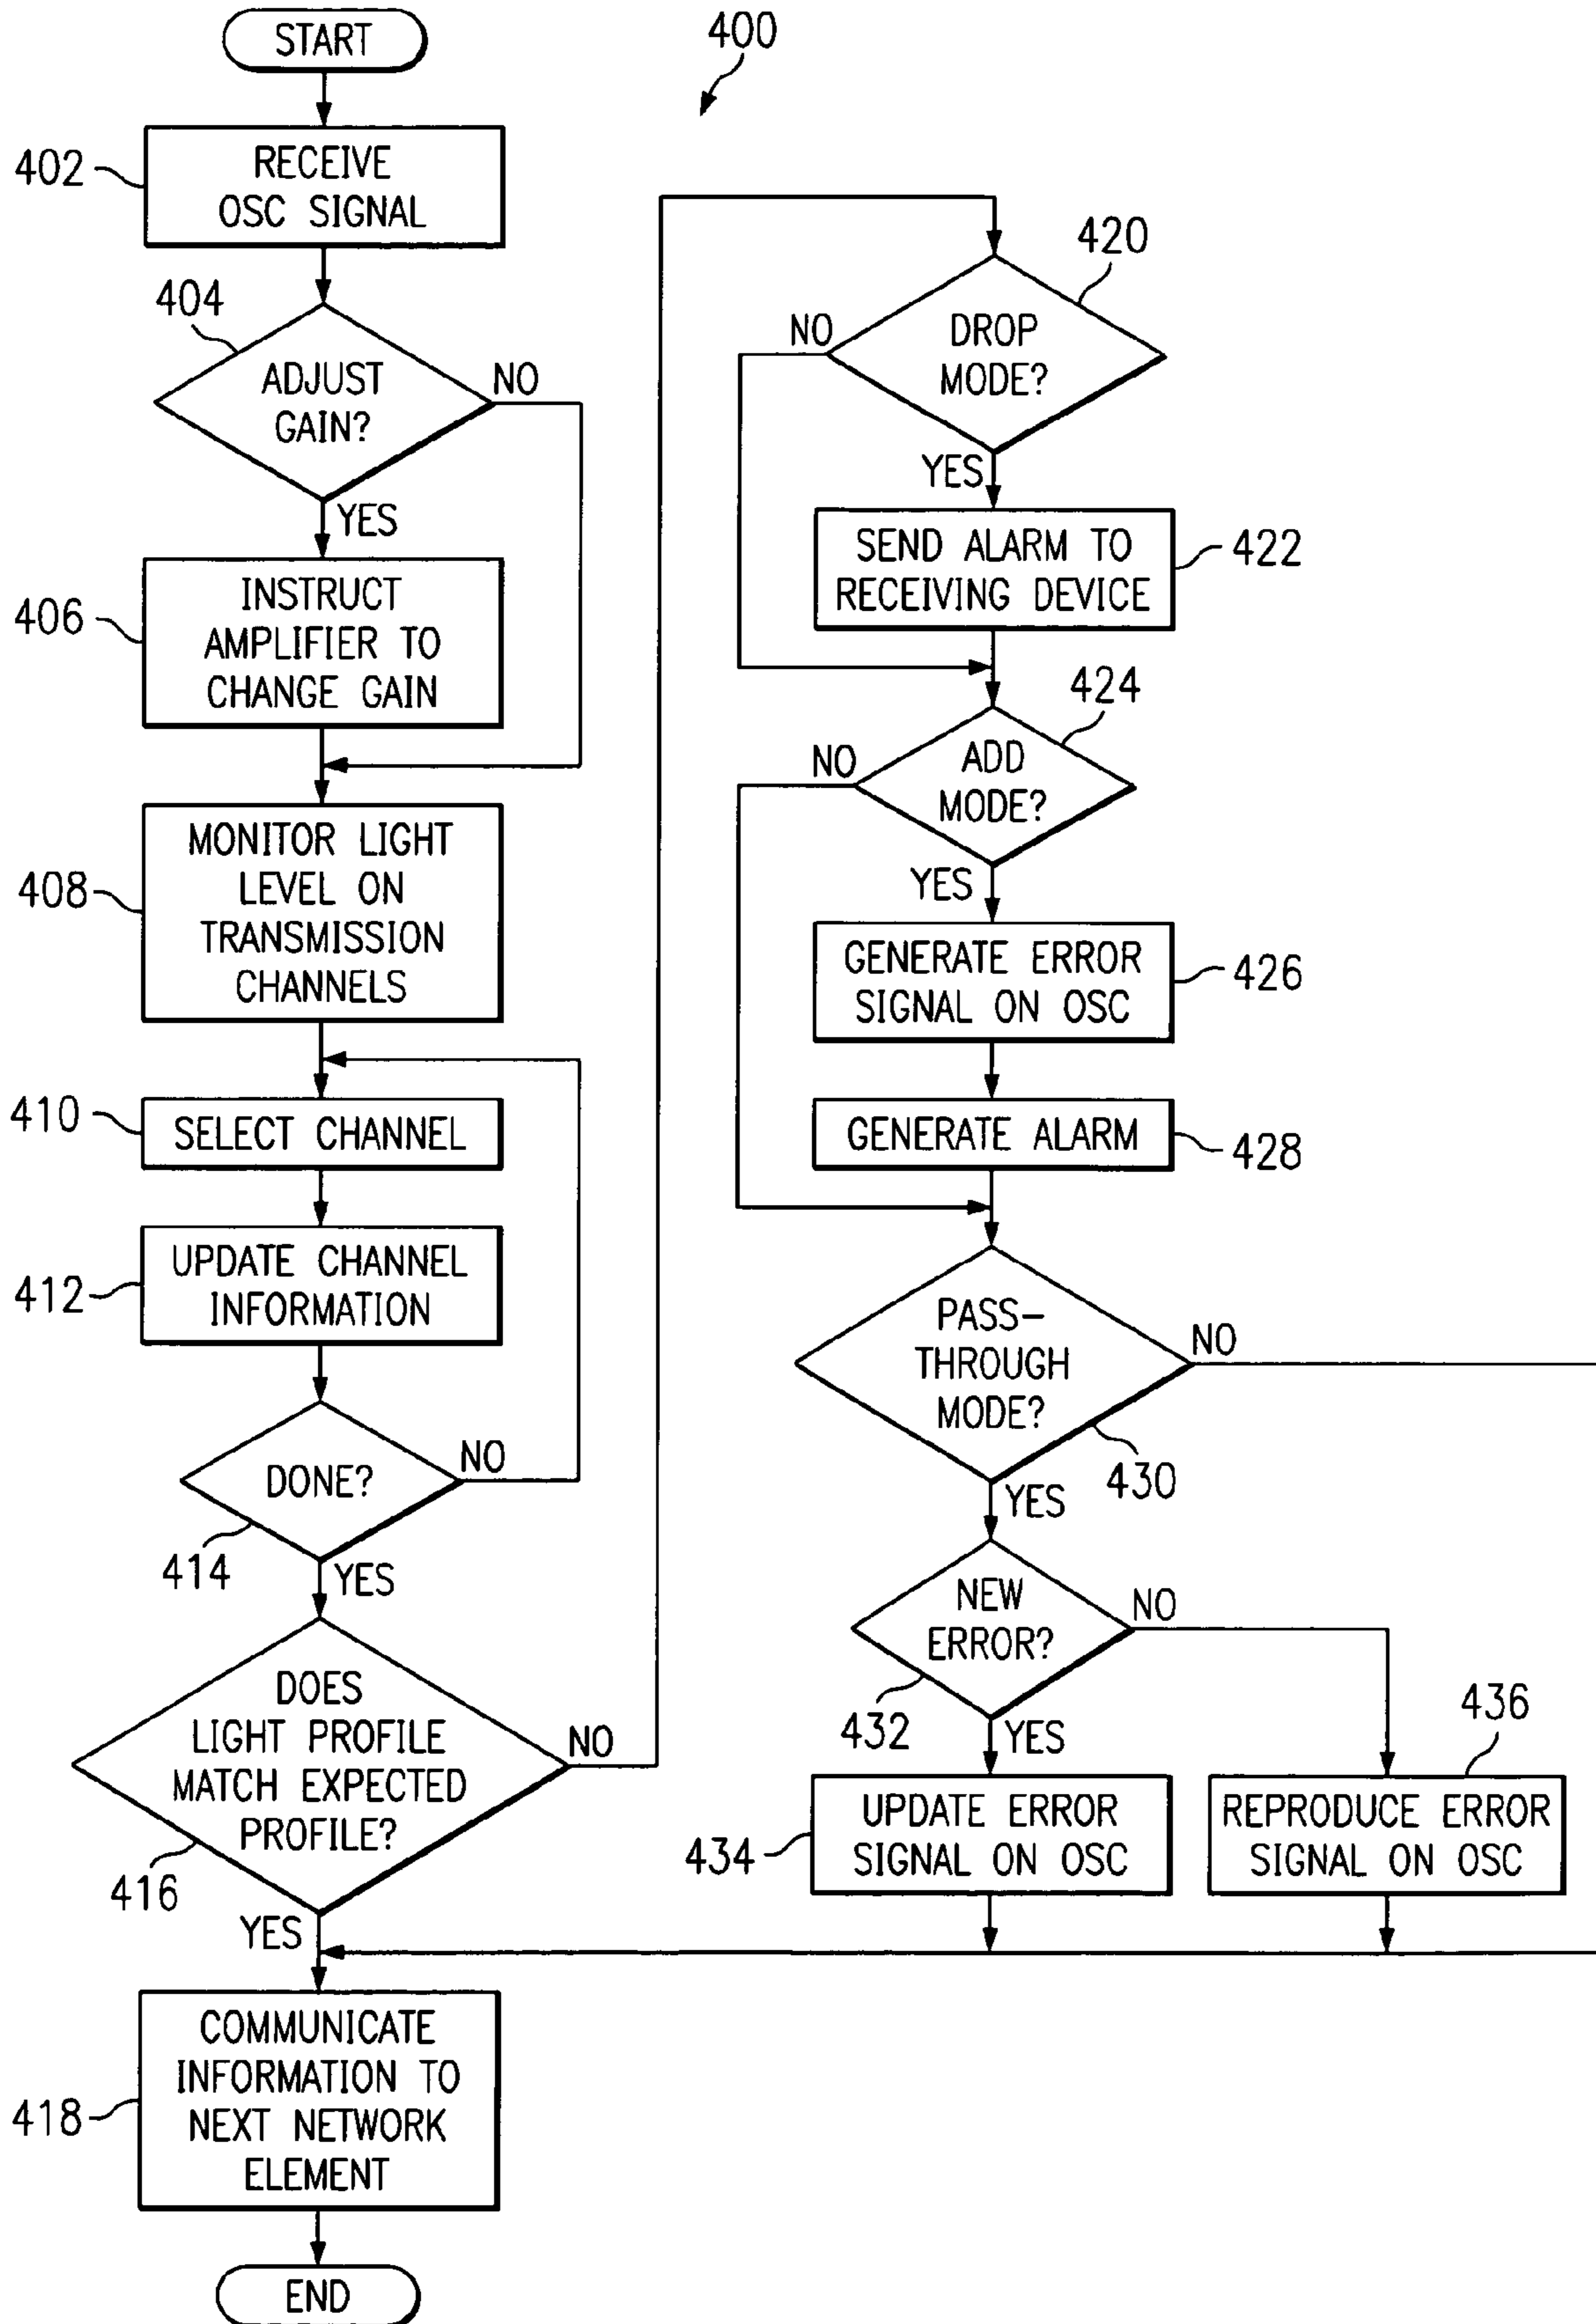 START
400
402
RECEIVE
OSC SIGNAL
404
ADJUST
GAIN?
NO
YES
406
INSTRUCT
AMPLIFIER TO
CHANGE GAIN
408
MONITOR LIGHT
LEVEL ON
TRANSMISSION
CHANNELS
410
SELECT CHANNEL
412
UPDATE CHANNEL
INFORMATION
DONE?
NO
414
YES
DOES
LIGHT PROFILE
MATCH EXPECTED
PROFILE?
NO
416
YES
418
COMMUNICATE
INFORMATION TO
NEXT NETWORK
ELEMENT
END
420
DROP
MODE?
NO
YES
SEND ALARM TO
RECEIVING DEVICE
422
424
ADD
MODE?
NO
YES
GENERATE ERROR
SIGNAL ON OSC
426
GENERATE ALARM
428
PASS-
THROUGH
MODE?
NO
430
YES
NEW
ERROR?
NO
432
YES
434
UPDATE ERROR
SIGNAL ON OSC
436
REPRODUCE ERROR
SIGNAL ON OSC